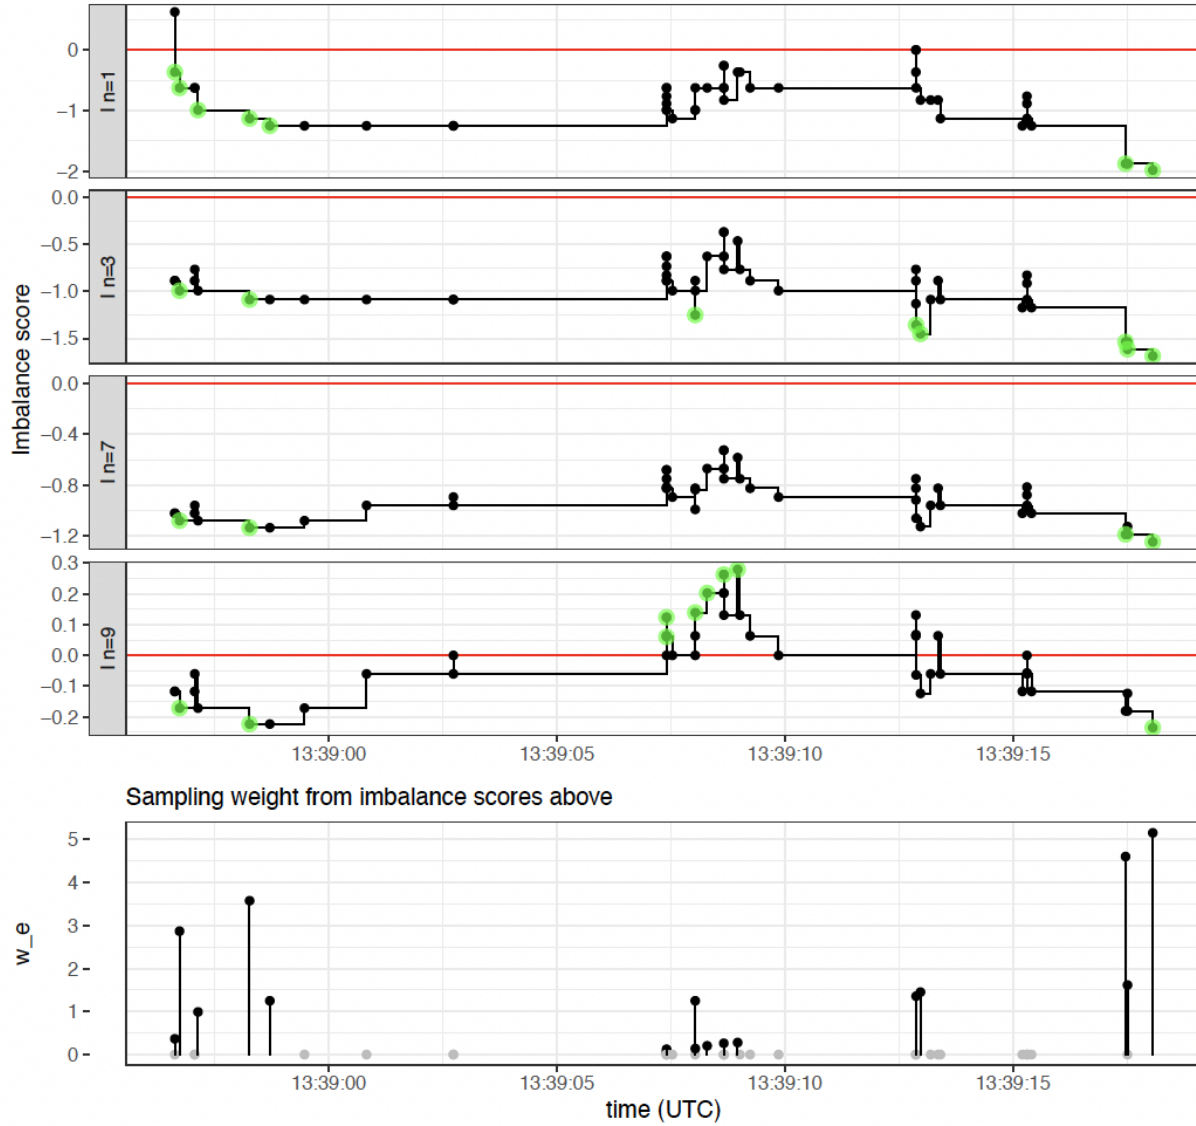 Imbalance score
I n=1
0
−1
−2
I n=3
0.0
−0.5
−1.0
−1.5
I n=7
0.0
−0.4
−0.8
−1.2
I n=9
0.3
0.2
0.1
0.0
−0.1
−0.2
13:39:00 13:39:05 13:39:10 13:39:15
Sampling weight from imbalance scores above
w_e
5
4
3
2
1
0
13:39:00 13:39:05 13:39:10 13:39:15
time (UTC)